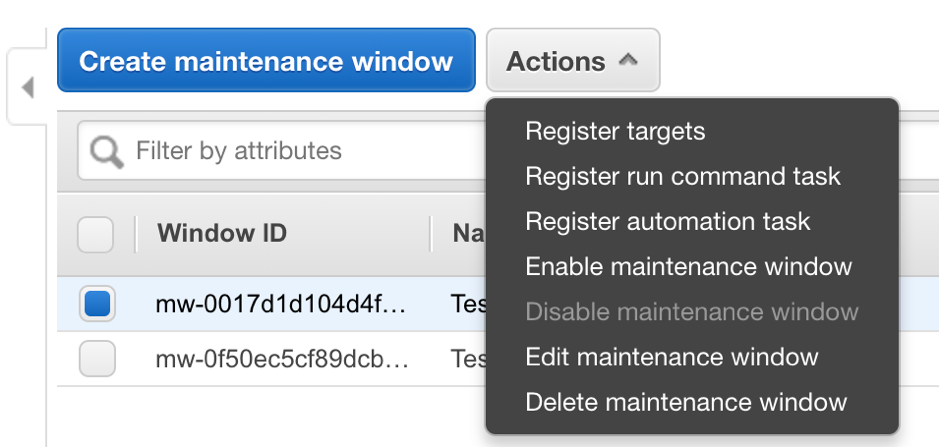 Create maintenance window Actions
Filter by attributes
Register targets
Register run command task
Register automation task
Enable maintenance window
Disable maintenance window
Edit maintenance window
Delete maintenance window
Window ID Na
mw-0017d1d104d4f... Tes
mw-0f50ec5cf89dcb... Tes